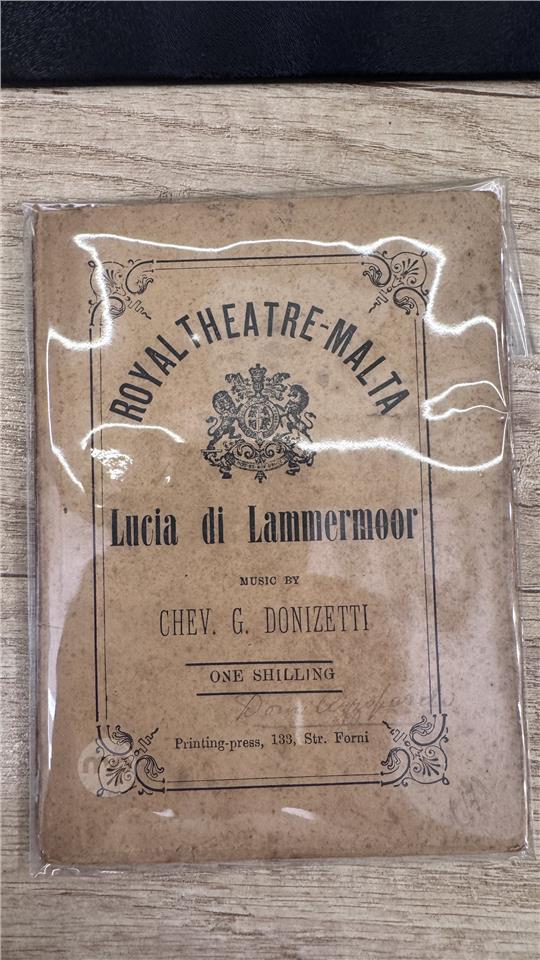 ROYAL THEATRE-MALTA
Lucia di Lammermoor
MUSIC BY
CHEV. G. DONIZETTI
ONE SHILLING
Printing-press, 133, Str. Forni